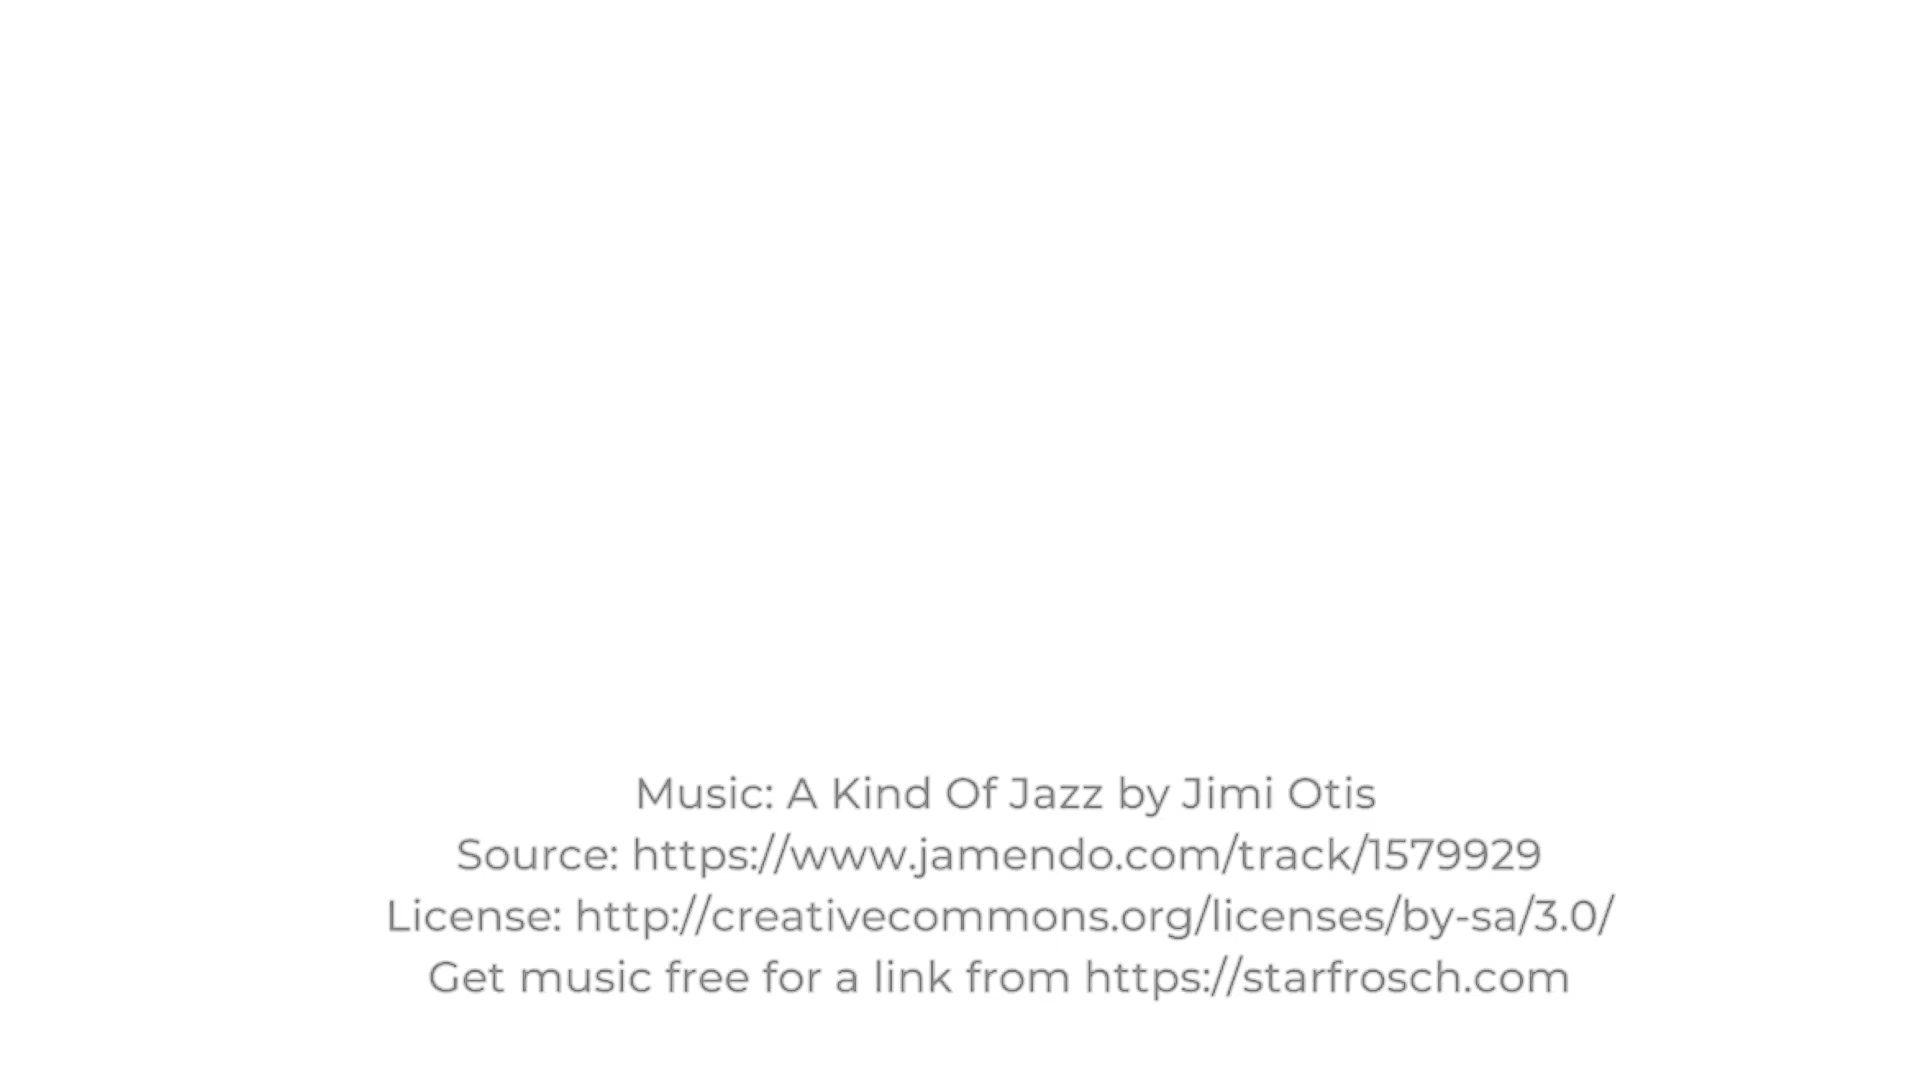 Music: A Kind Of Jazz by Jimi Otis
Source: https://www.jamendo.com/track/1579929
License: http://creativecommons.org/licenses/by-sa/3.0/
Get music free for a link from https://starfrosch.com